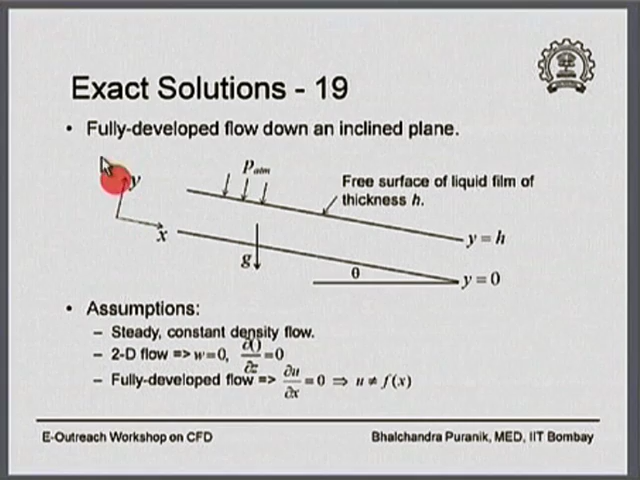 Exact Solutions - 19
• Fully-developed flow down an inclined plane.
y
p_atm
Free surface of liquid film of
thickness h.
x
y = h
g
θ
y = 0
• Assumptions:
– Steady, constant density flow.
– 2-D flow => w=0, ∂()/∂z = 0
– Fully-developed flow => ∂u/∂x = 0 ⇒ u ≠ f(x)
E-Outreach Workshop on CFD
Bhalchandra Puranik, MED, IIT Bombay